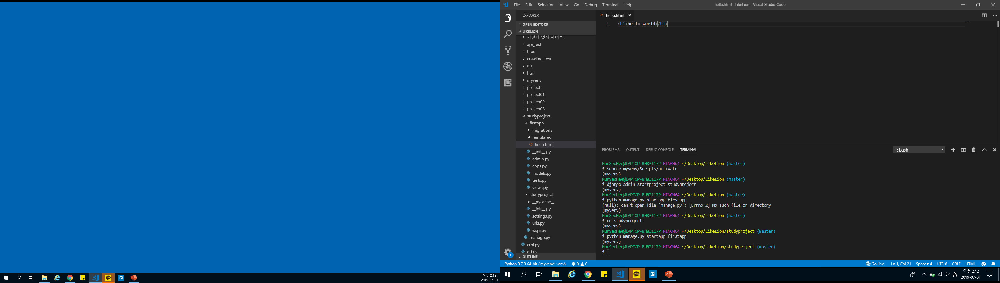 File Edit Selection View Go Debug Terminal Help
hello.html - LikeLion - Visual Studio Code
EXPLORER
OPEN EDITORS
LIKELION
가천대 멋사 사이트
api_test
blog
crawling_test
git
html
myvenv
project
project01
project02
project03
studyproject
firstapp
migrations
templates
hello.html
__init__.py
admin.py
apps.py
models.py
tests.py
views.py
studyproject
__pycache__
__init__.py
settings.py
urls.py
wsgi.py
manage.py
crol.py
dd.py
OUTLINE
hello.html
1 <h1>hello world</h1>
PROBLEMS OUTPUT DEBUG CONSOLE TERMINAL
1: bash
MunSeoHee@LAPTOP-BH83117P MINGW64 ~/Desktop/LikeLion (master)
$ source myvenv/Scripts/activate
(myvenv)
MunSeoHee@LAPTOP-BH83117P MINGW64 ~/Desktop/LikeLion (master)
$ django-admin startproject studyproject
(myvenv)
MunSeoHee@LAPTOP-BH83117P MINGW64 ~/Desktop/LikeLion (master)
$ python manage.py startapp firstapp
(null): can't open file 'manage.py': [Errno 2] No such file or directory
(myvenv)
MunSeoHee@LAPTOP-BH83117P MINGW64 ~/Desktop/LikeLion (master)
$ cd studyproject
(myvenv)
MunSeoHee@LAPTOP-BH83117P MINGW64 ~/Desktop/LikeLion/studyproject (master)
$ python manage.py startapp firstapp
(myvenv)
MunSeoHee@LAPTOP-BH83117P MINGW64 ~/Desktop/LikeLion/studyproject (master)
$
1
Python 3.7.0 64-bit ('myvenv': venv) 0 0
Go Live Ln 1, Col 21 Spaces: 4 UTF-8 CRLF HTML
TALK
오후 2:12
2019-07-01
TALK
A
오후 2:12
2019-07-01